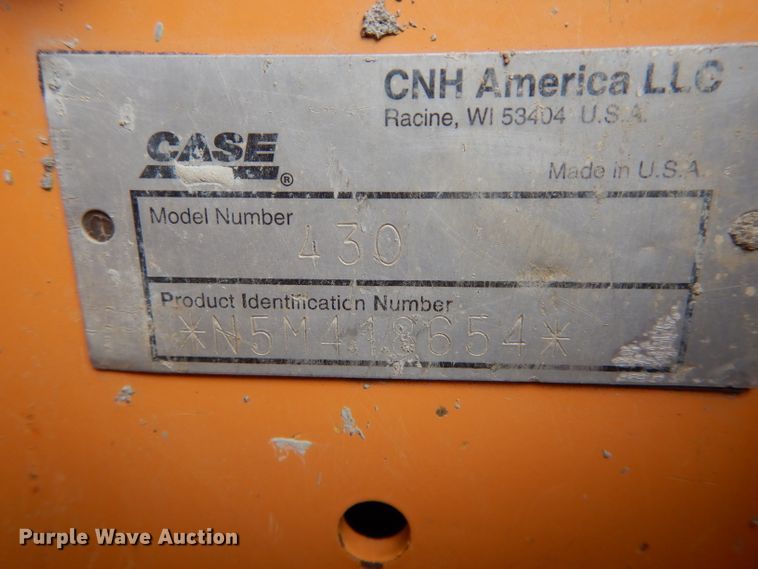 CNH America LLC
Racine, WI 53404 U.S.A.
CASE
®
Made in U.S.A.
Model Number
430
Product Identification Number
*N5M418654*
Purple Wave Auction